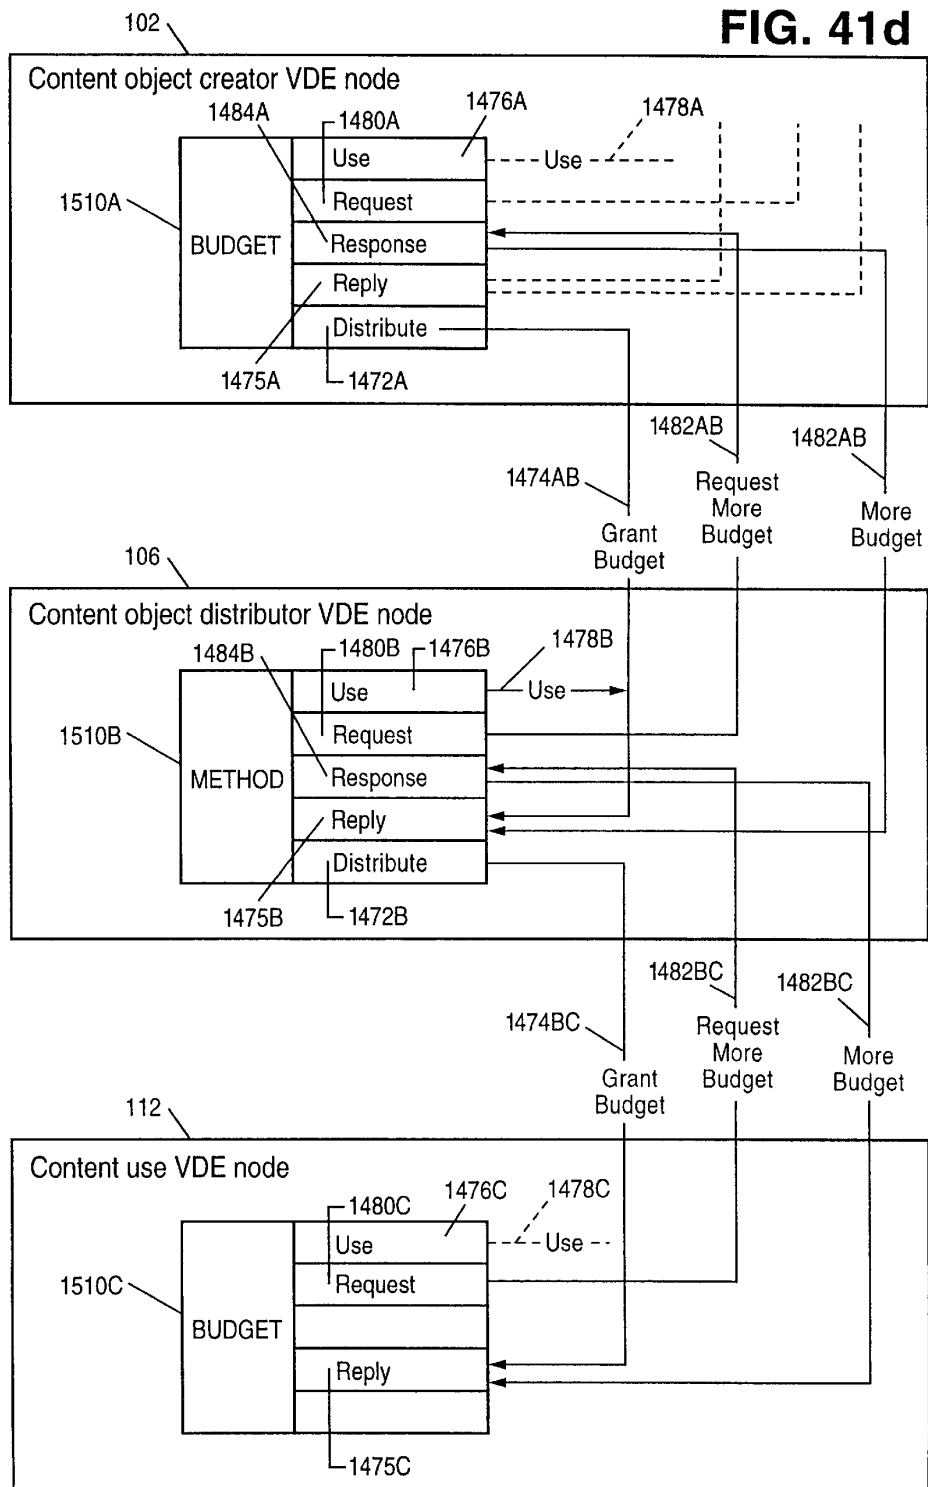 FIG. 41d
102
Content object creator VDE node
1484A
1480A
1476A
1478A
Use
Use
1510A
Request
BUDGET
Response
Reply
Distribute
1475A
1472A
1482AB
1482AB
1474AB
Request
More
Budget
More
Budget
Grant
Budget
106
Content object distributor VDE node
1484B
1480B
1476B
1478B
Use
Use
1510B
Request
METHOD
Response
Reply
Distribute
1475B
1472B
1482BC
1482BC
1474BC
Request
More
Budget
More
Budget
Grant
Budget
112
Content use VDE node
1480C
1476C
1478C
Use
Use
1510C
Request
BUDGET
Reply
1475C